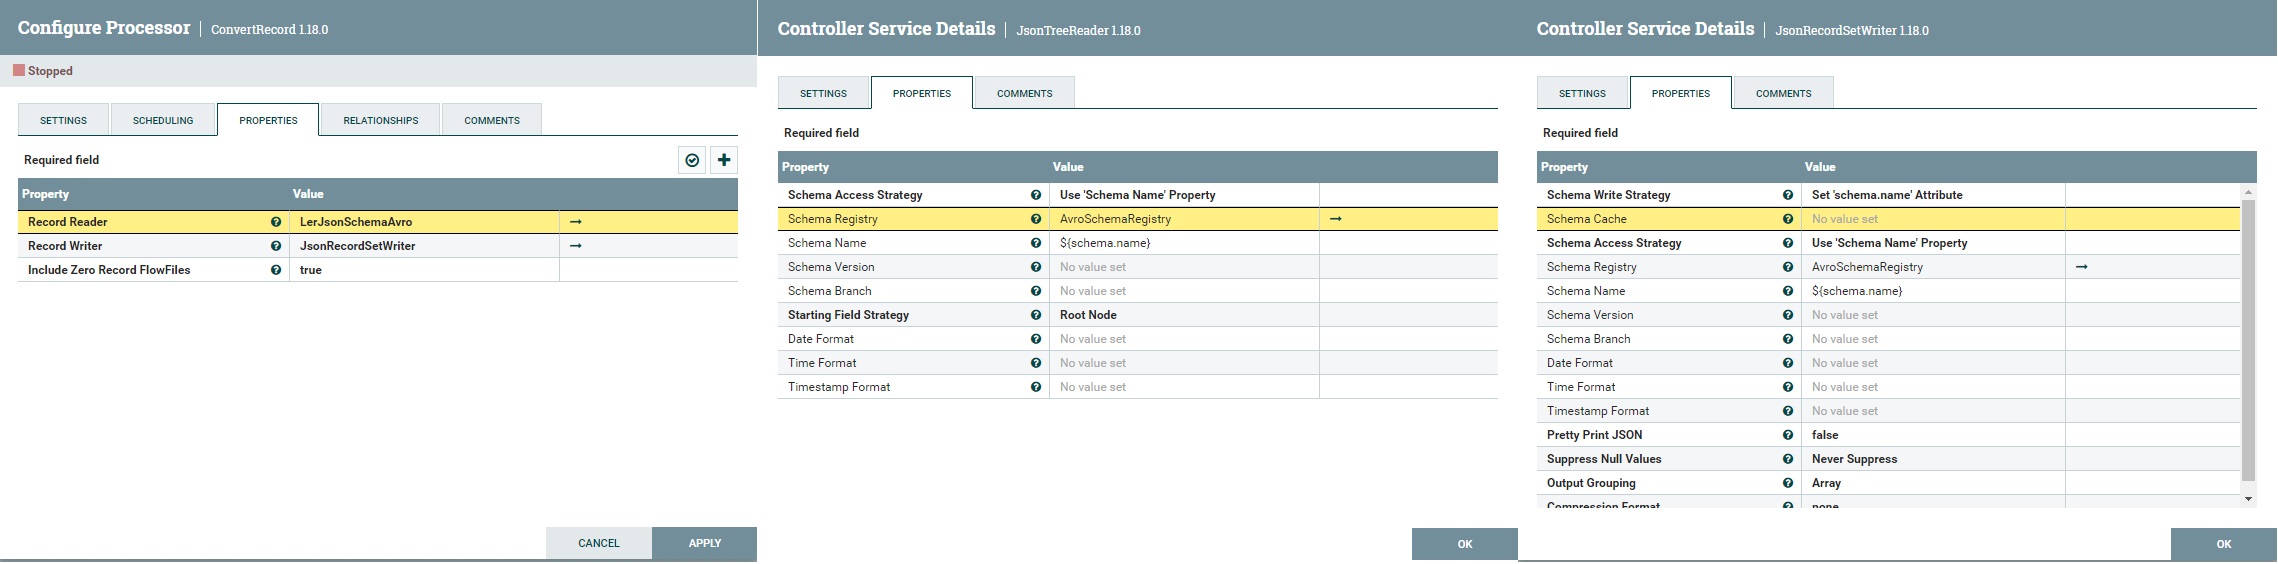 Configure Processor | ConvertRecord 1.18.0
Stopped
SETTINGS SCHEDULING PROPERTIES RELATIONSHIPS COMMENTS
Required field
Property Value
Record Reader LerJsonSchemaAvro
Record Writer JsonRecordSetWriter
Include Zero Record FlowFiles true
CANCEL APPLY
Controller Service Details | JsonTreeReader 1.18.0
SETTINGS PROPERTIES COMMENTS
Required field
Property Value
Schema Access Strategy Use 'Schema Name' Property
Schema Registry AvroSchemaRegistry
Schema Name ${schema.name}
Schema Version No value set
Schema Branch No value set
Starting Field Strategy Root Node
Date Format No value set
Time Format No value set
Timestamp Format No value set
OK
Controller Service Details | JsonRecordSetWriter 1.18.0
SETTINGS PROPERTIES COMMENTS
Required field
Property Value
Schema Write Strategy Set 'schema.name' Attribute
Schema Cache No value set
Schema Access Strategy Use 'Schema Name' Property
Schema Registry AvroSchemaRegistry
Schema Name ${schema.name}
Schema Version No value set
Schema Branch No value set
Date Format No value set
Time Format No value set
Timestamp Format No value set
Pretty Print JSON false
Suppress Null Values Never Suppress
Output Grouping Array
Compression Format none
OK